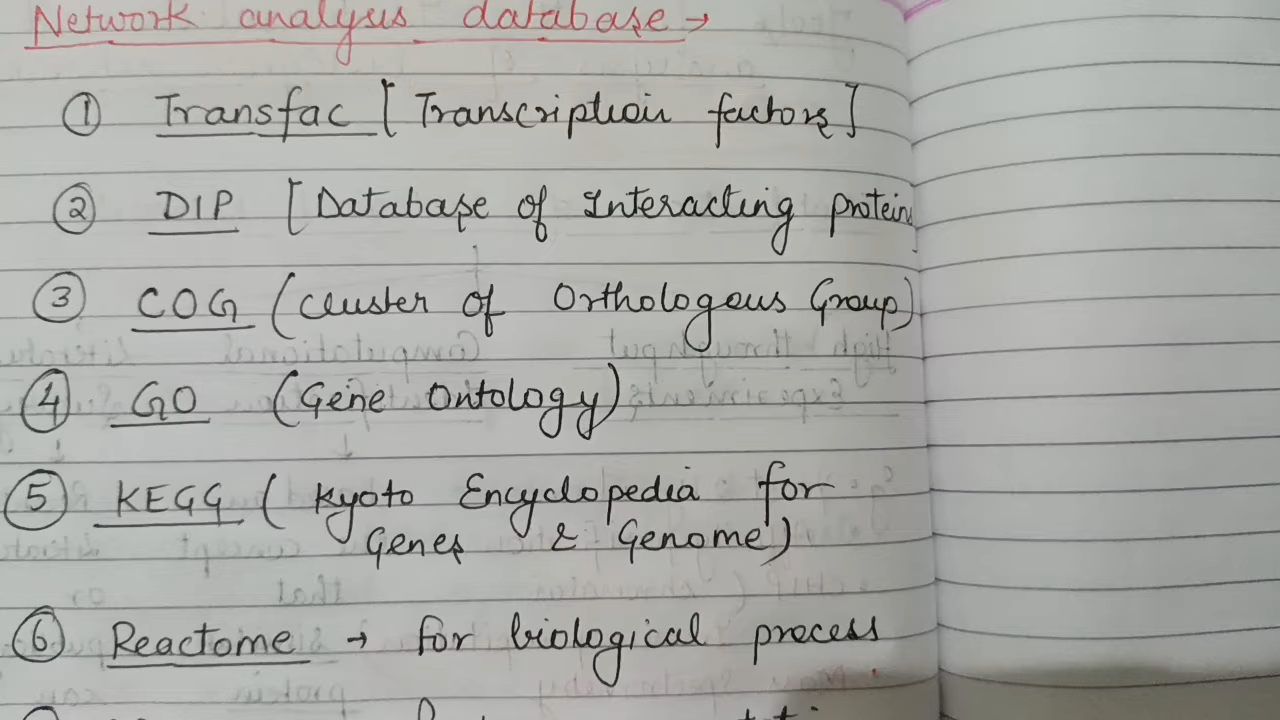 Network analysis database →
① Transfac [Transcription factors]
② DIP [Database of Interacting protein
③ COG (Cluster of Orthologous Group)
④ GO (Gene Ontology)
⑤ KEGG ( Kyoto Encyclopedia for
Genes & Genome)
⑥ Reactome → for biological process